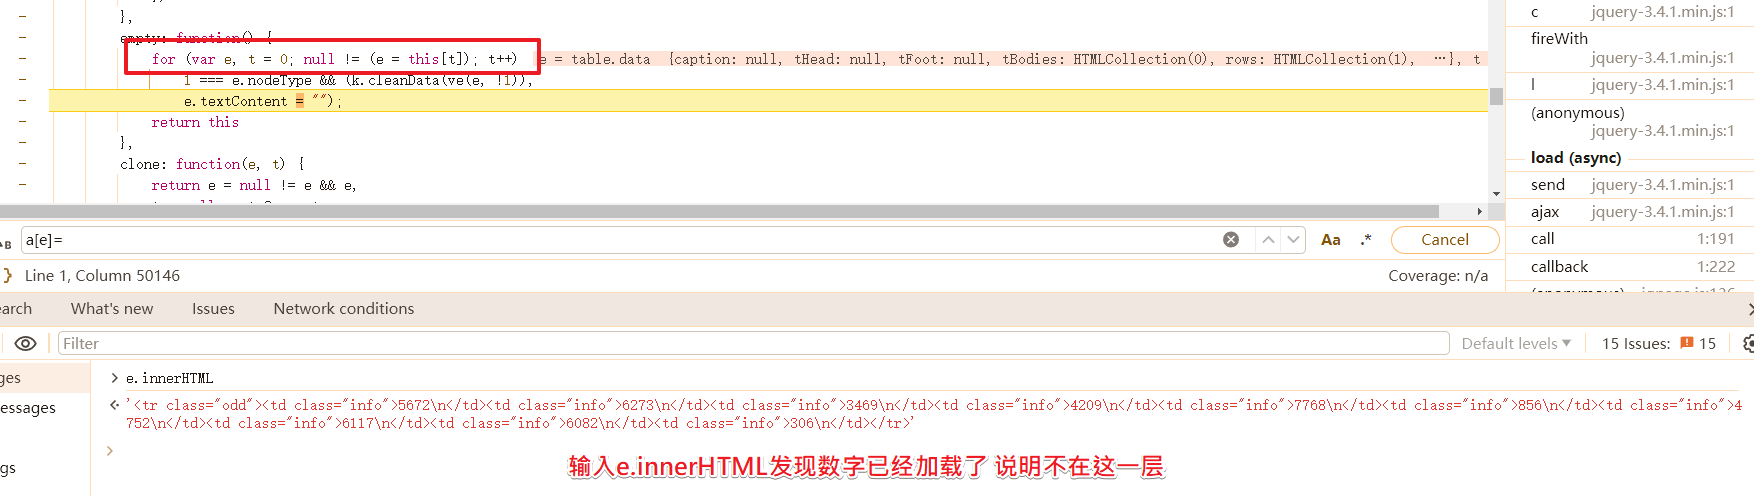 },
empty: function() {
for (var e, t = 0; null != (e = this[t]); t++) e = table.data {caption: null, tHead: null, tFoot: null, tBodies: HTMLCollection(0), rows: HTMLCollection(1), …}, t
1 === e.nodeType && (k.cleanData(ve(e, !1)),
e.textContent = "");
return this
},
clone: function(e, t) {
return e = null != e && e,
c jquery-3.4.1.min.js:1
fireWith
jquery-3.4.1.min.js:1
l jquery-3.4.1.min.js:1
(anonymous)
jquery-3.4.1.min.js:1
load (async)
send jquery-3.4.1.min.js:1
ajax jquery-3.4.1.min.js:1
call 1:191
callback 1:222
a[e]=
Aa .* Cancel
{} Line 1, Column 50146 Coverage: n/a
earch What's new Issues Network conditions
Filter Default levels ▼ 15 Issues: 15
ges
essages
gs
> e.innerHTML
'<tr class="odd"><td class="info">5672\n</td><td class="info">6273\n</td><td class="info">3469\n</td><td class="info">4209\n</td><td class="info">7768\n</td><td class="info">856\n</td><td class="info">4
752\n</td><td class="info">6117\n</td><td class="info">6082\n</td><td class="info">306\n</td></tr>'
>
输入e.innerHTML发现数字已经加载了 说明不在这一层